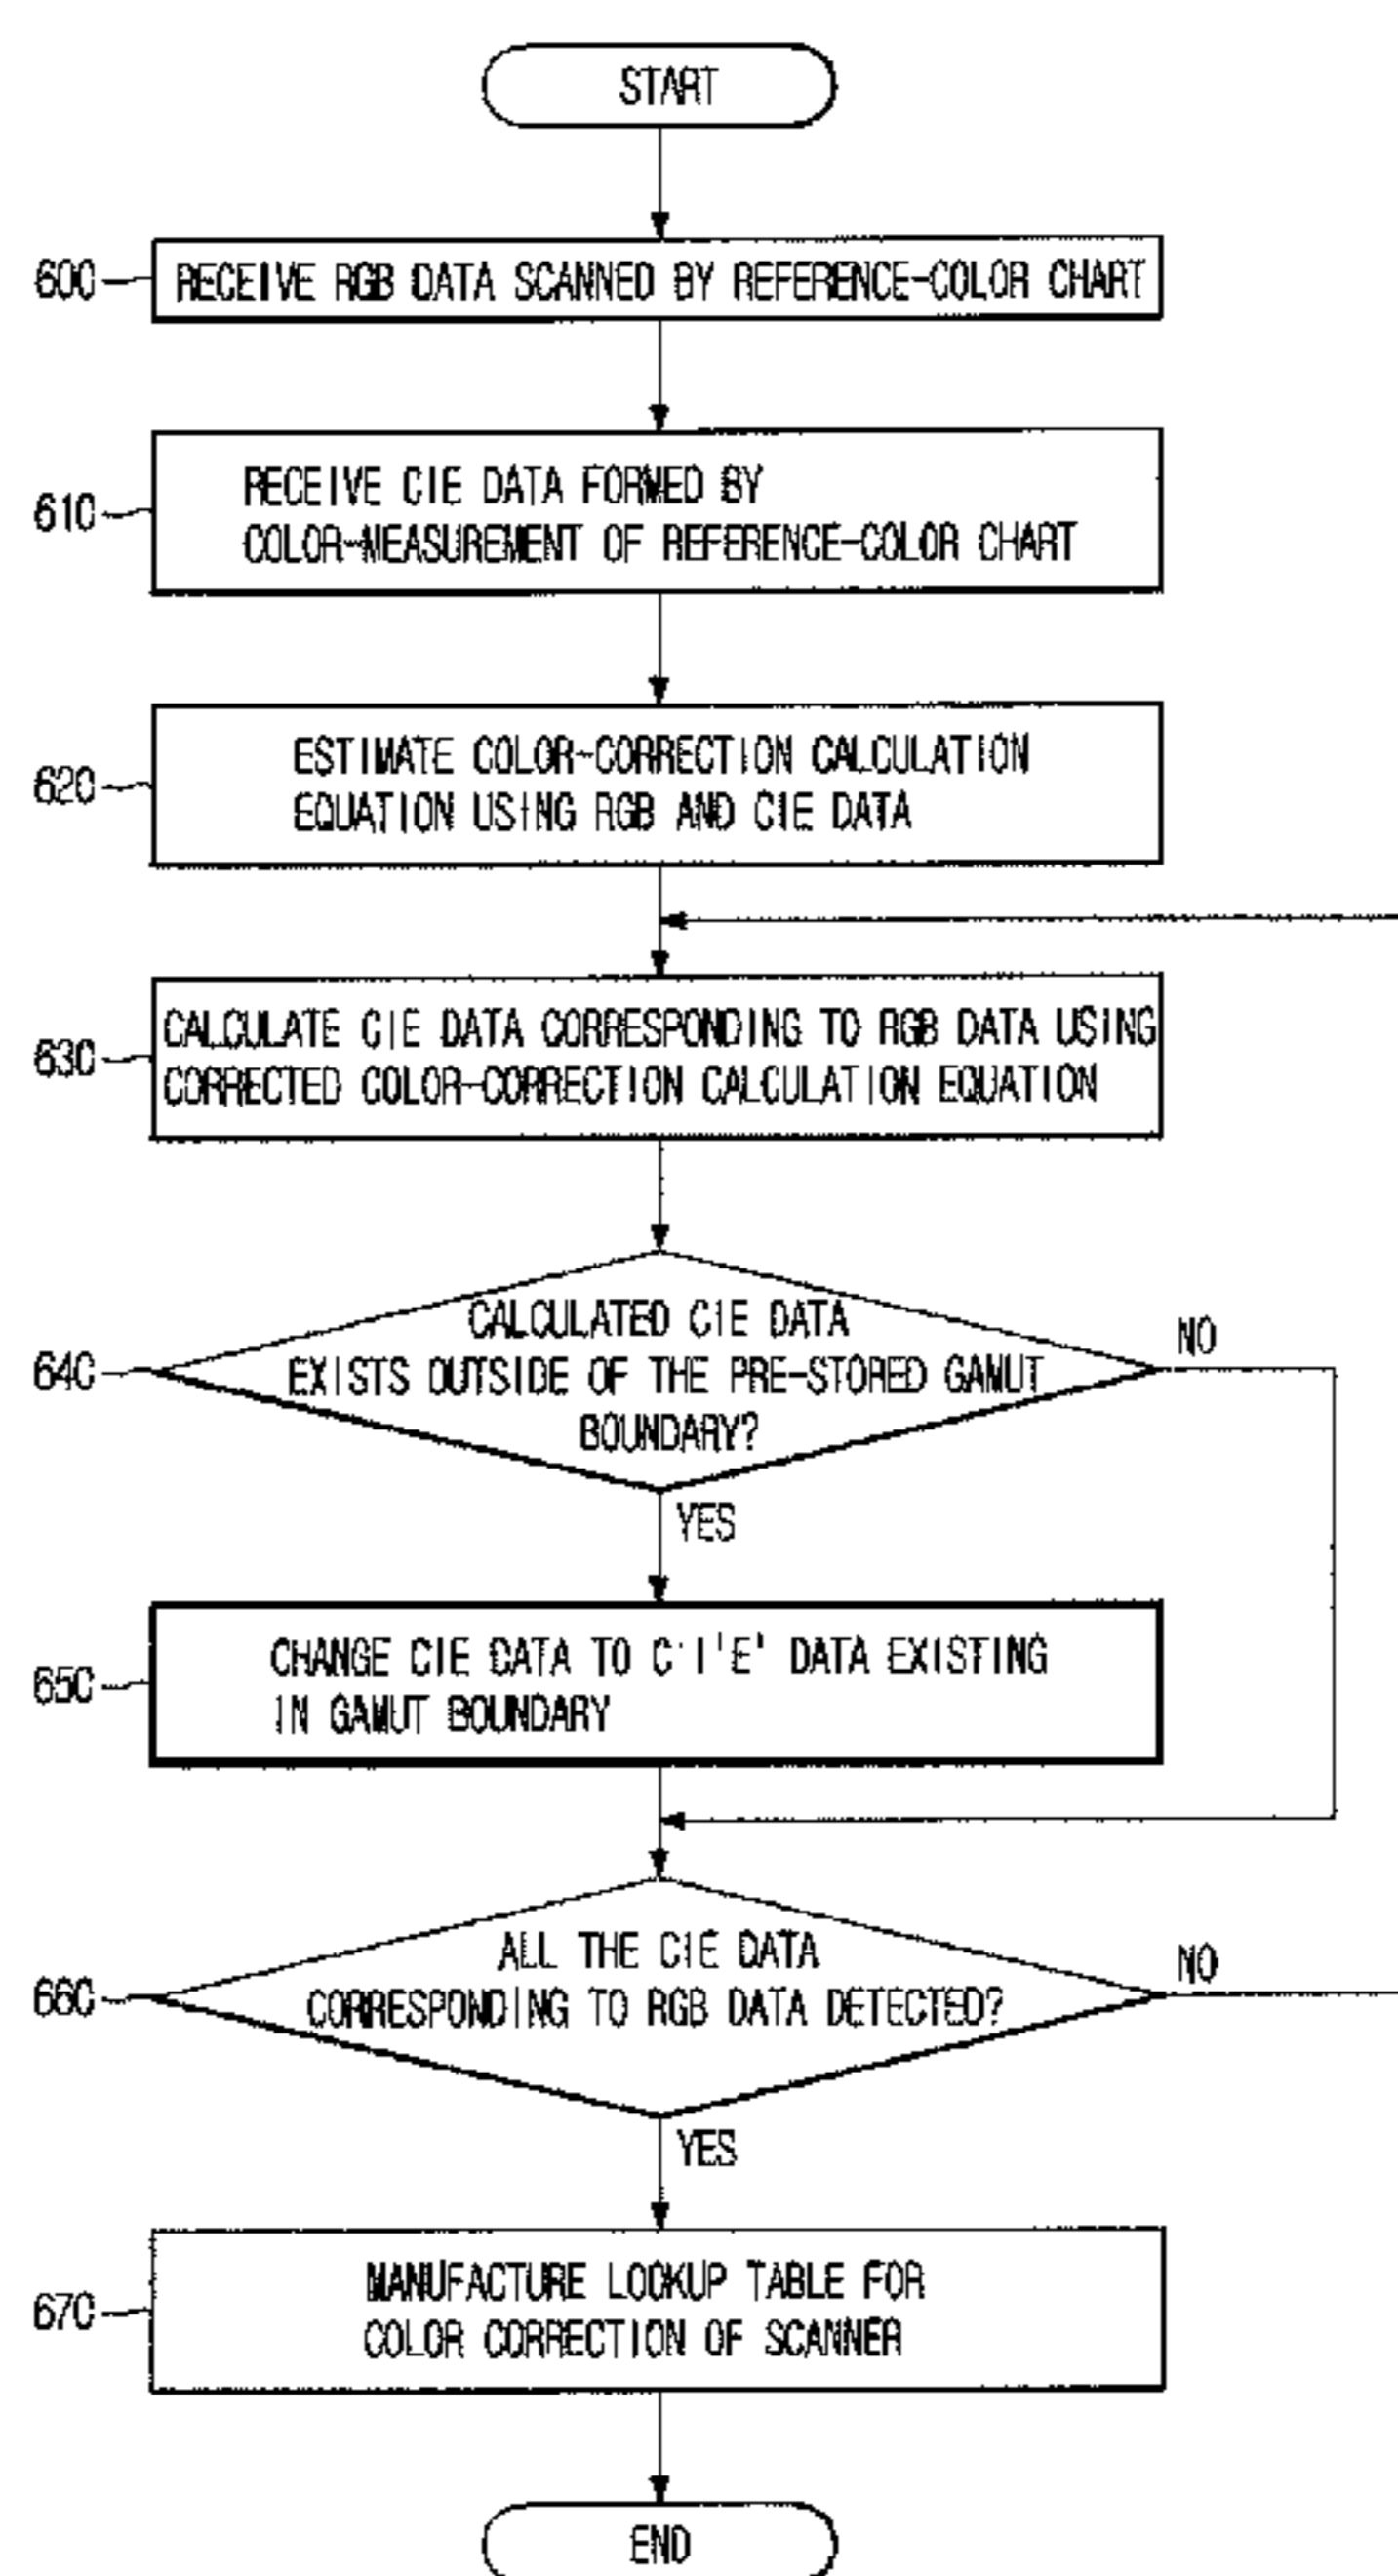 START
600
RECEIVE RGB DATA SCANNED BY REFERENCE-COLOR CHART
610
RECEIVE CIE DATA FORMED BY
COLOR-MEASUREMENT OF REFERENCE-COLOR CHART
620
ESTIMATE COLOR-CORRECTION CALCULATION
EQUATION USING RGB AND CIE DATA
630
CALCULATE CIE DATA CORRESPONDING TO RGB DATA USING
CORRECTED COLOR-CORRECTION CALCULATION EQUATION
640
CALCULATED CIE DATA
EXISTS OUTSIDE OF THE PRE-STORED GAMUT
BOUNDARY?
NO
YES
650
CHANGE CIE DATA TO C'I'E' DATA EXISTING
IN GAMUT BOUNDARY
660
ALL THE CIE DATA
CORRESPONDING TO RGB DATA DETECTED?
NO
YES
670
MANUFACTURE LOOKUP TABLE FOR
COLOR CORRECTION OF SCANNER
END